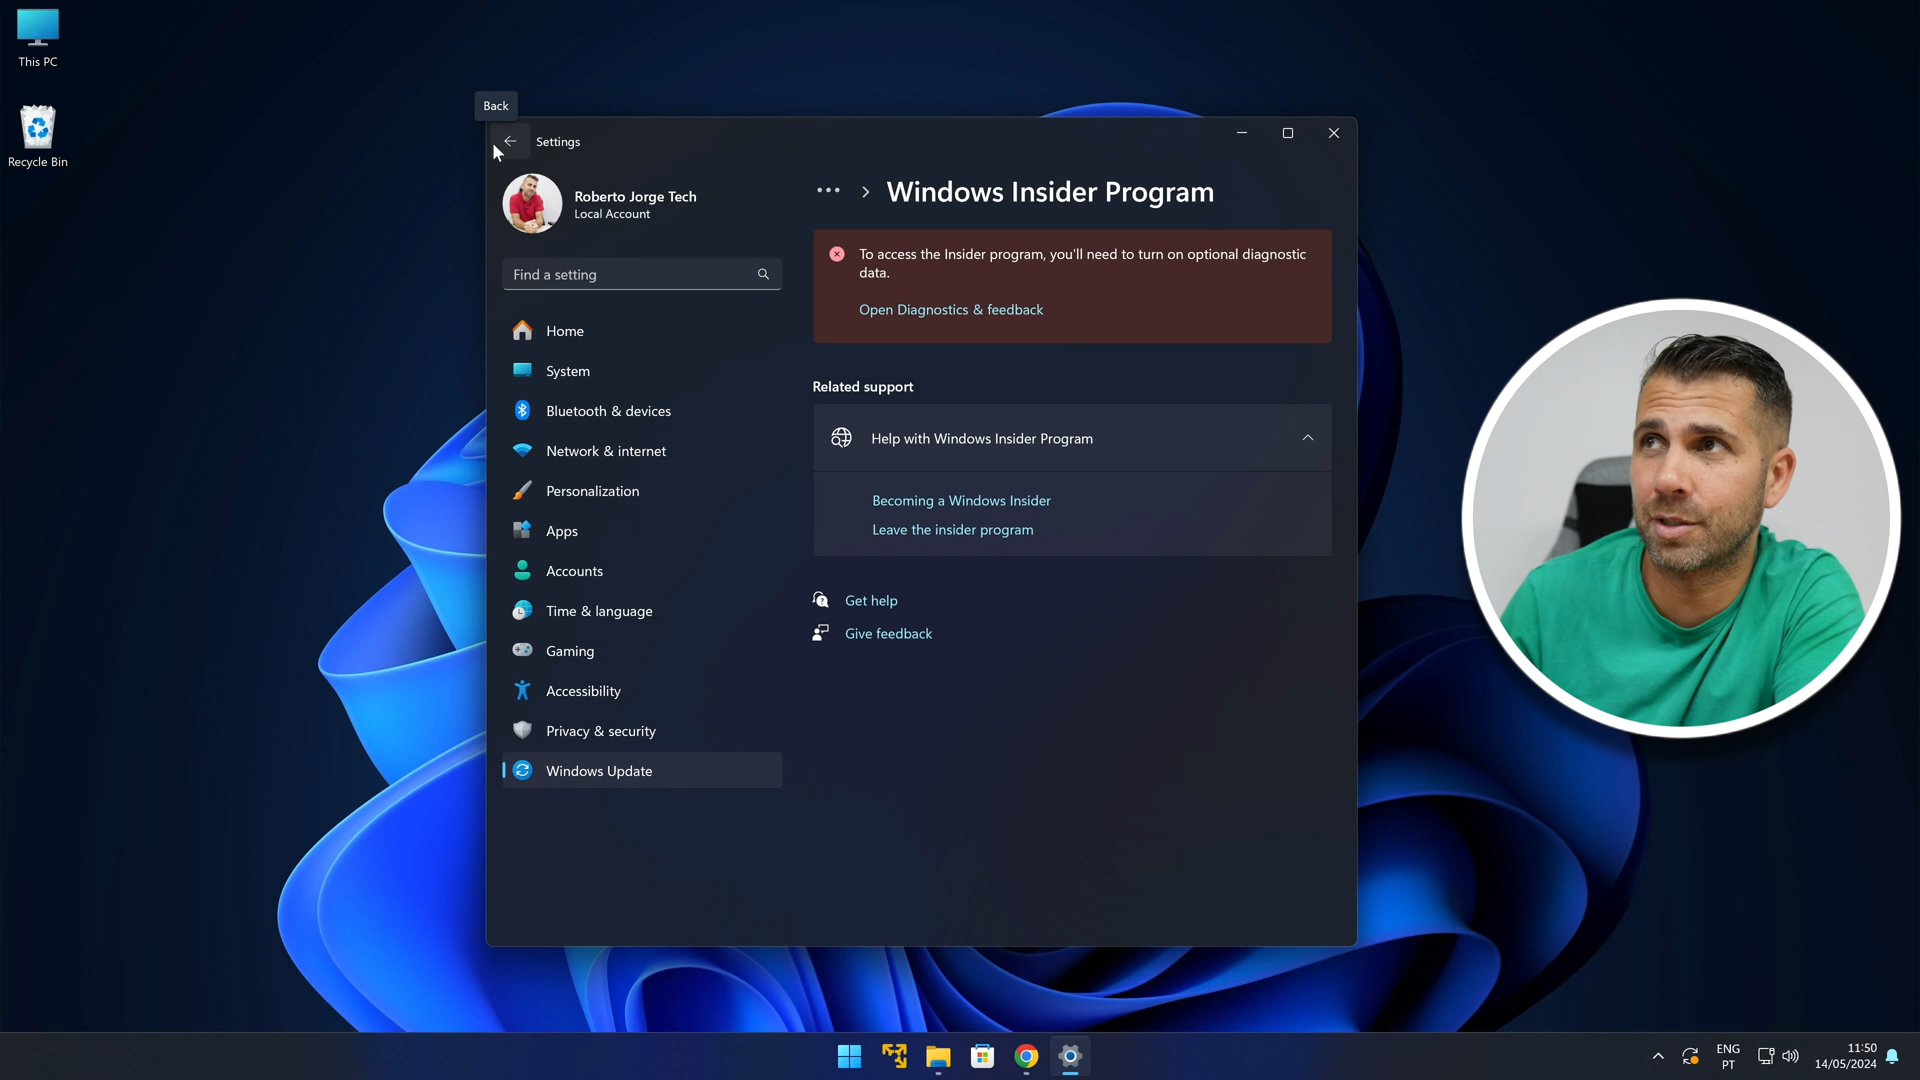 This PC
Recycle Bin
Back
Settings
Roberto Jorge Tech
Local Account
Find a setting
Home
System
Bluetooth & devices
Network & internet
Personalization
Apps
Accounts
Time & language
Gaming
Accessibility
Privacy & security
Windows Update
Windows Insider Program
To access the Insider program, you'll need to turn on optional diagnostic
data.
Open Diagnostics & feedback
Related support
Help with Windows Insider Program
Becoming a Windows Insider
Leave the insider program
Get help
Give feedback
ENG
PT
11:50
14/05/2024